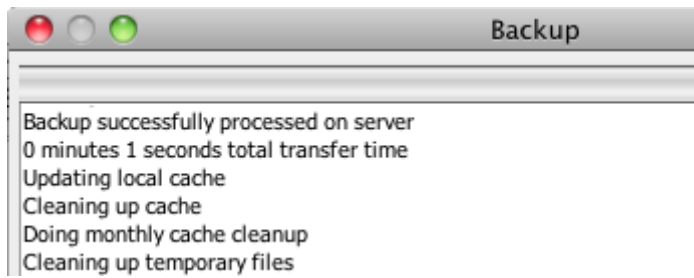 Backup
Backup successfully processed on server
0 minutes 1 seconds total transfer time
Updating local cache
Cleaning up cache
Doing monthly cache cleanup
Cleaning up temporary files